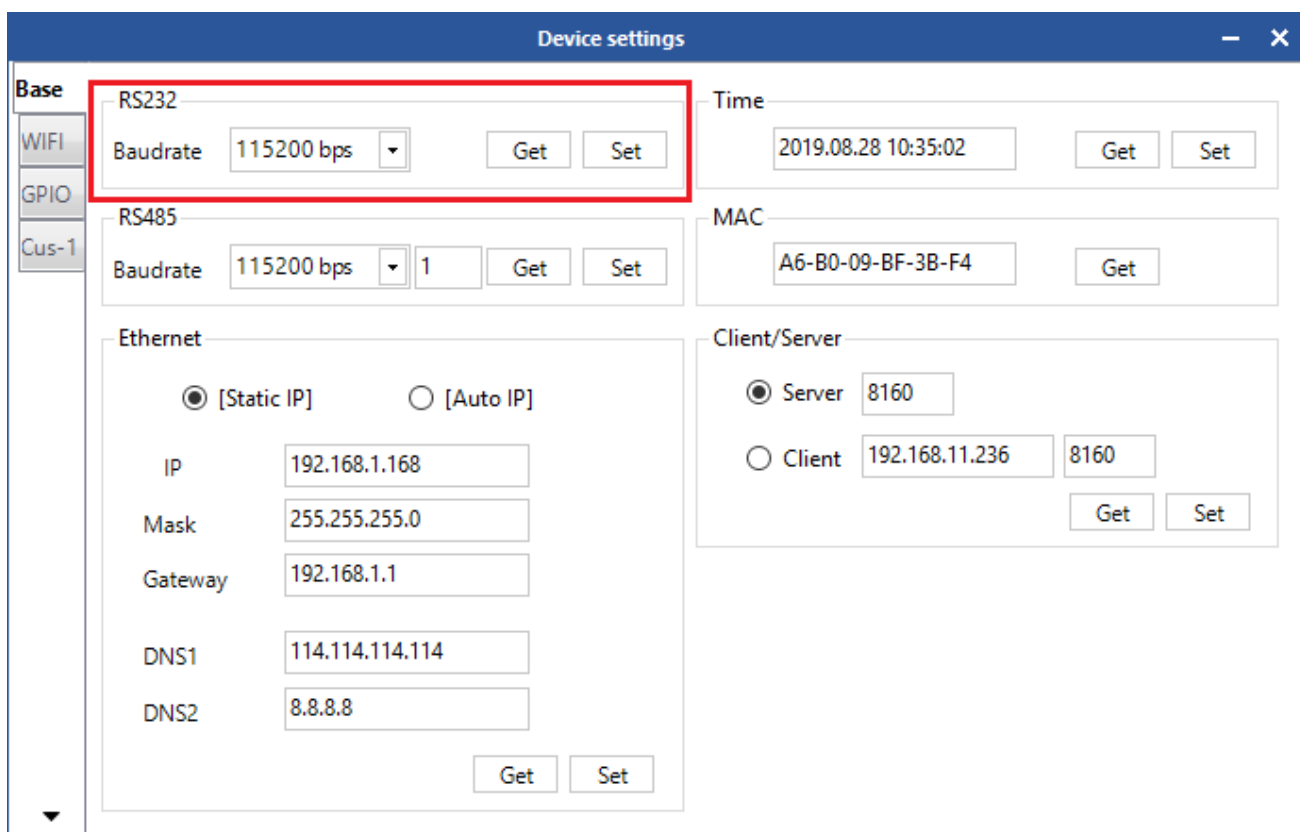 Device settings
Base
WIFI
GPIO
Cus-1
RS232
Baudrate 115200 bps Get Set
RS485
Baudrate 115200 bps 1 Get Set
Ethernet
[Static IP] [Auto IP]
IP 192.168.1.168
Mask 255.255.255.0
Gateway 192.168.1.1
DNS1 114.114.114.114
DNS2 8.8.8.8
Get Set
Time
2019.08.28 10:35:02 Get Set
MAC
A6-B0-09-BF-3B-F4 Get
Client/Server
Server 8160
Client 192.168.11.236 8160
Get Set